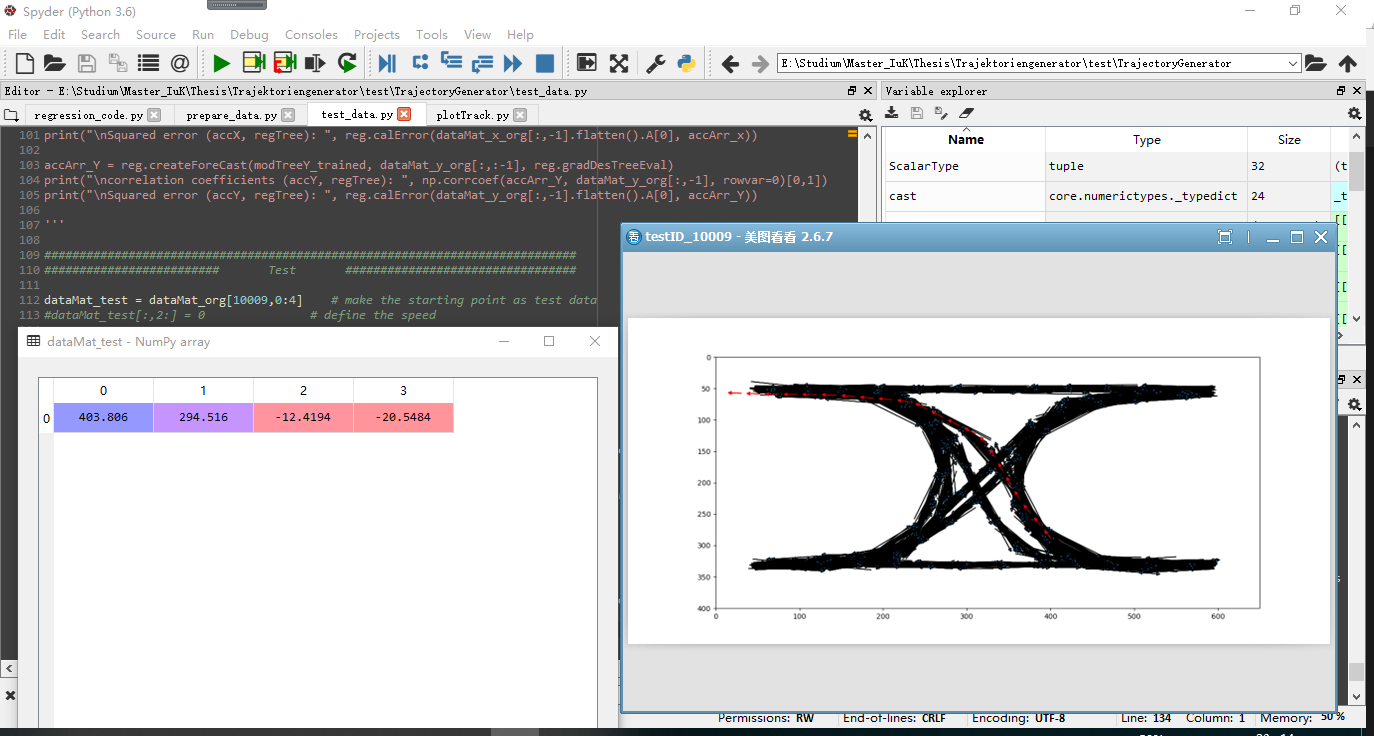 Spyder (Python 3.6)
File Edit Search Source Run Debug Consoles Projects Tools View Help
E:\Studium\Master_IuK\Thesis\Trajektoriengenerator\test\TrajectoryGenerator
Editor - E:\Studium\Master_IuK\Thesis\Trajektoriengenerator\test\TrajectoryGenerator\test_data.py
Variable explorer
regression_code.py prepare_data.py test_data.py plotTrack.py
101 print("\nSquared error (accX, regTree): ", reg.calError(dataMat_x_org[:,-1].flatten().A[0], accArr_x))
102
103 accArr_Y = reg.createForeCast(modTreeY_trained, dataMat_y_org[:,:-1], reg.gradDesTreeEval)
104 print("\ncorrelation coefficients (accY, regTree): ", np.corrcoef(accArr_Y, dataMat_y_org[:,-1], rowvar=0)[0,1])
105 print("\nSquared error (accY, regTree): ", reg.calError(dataMat_y_org[:,-1].flatten().A[0], accArr_Y))
106
107 '''
108
109 ############################################################################
110 ######################### Test #################################
111
112 dataMat_test = dataMat_org[10009,0:4] # make the starting point as test data
113 #dataMat_test[:,2:] = 0 # define the speed
Name Type Size
ScalarType tuple 32 (t
cast core.numerictypes._typedict 24 _t
[[
[[
[[
[[
testID_10009 - 美图看看 2.6.7
dataMat_test - NumPy array
0 1 2 3
0 403.806 294.516 -12.4194 -20.5484
0
50
100
150
200
250
300
350
400
0 100 200 300 400 500 600
Permissions: RW End-of-lines: CRLF Encoding: UTF-8 Line: 134 Column: 1 Memory: 50 %